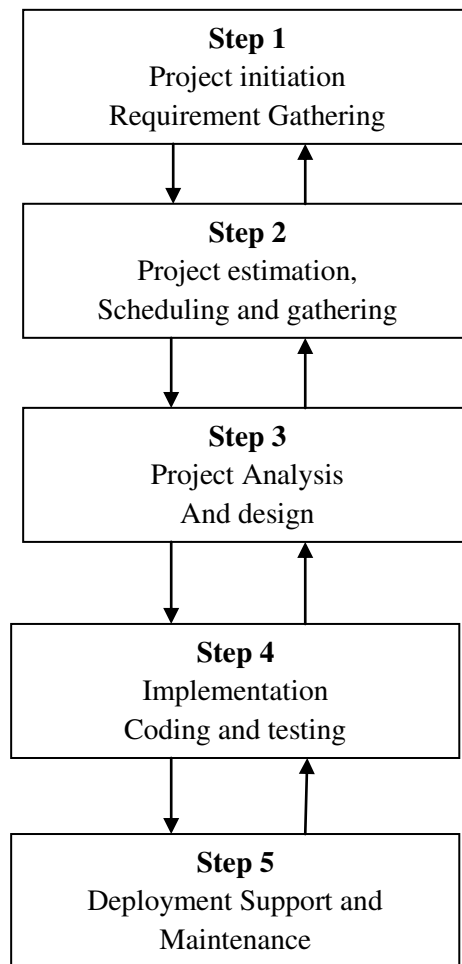 Step 1
Project initiation
Requirement Gathering
Step 2
Project estimation,
Scheduling and gathering
Step 3
Project Analysis
And design
Step 4
Implementation
Coding and testing
Step 5
Deployment Support and
Maintenance